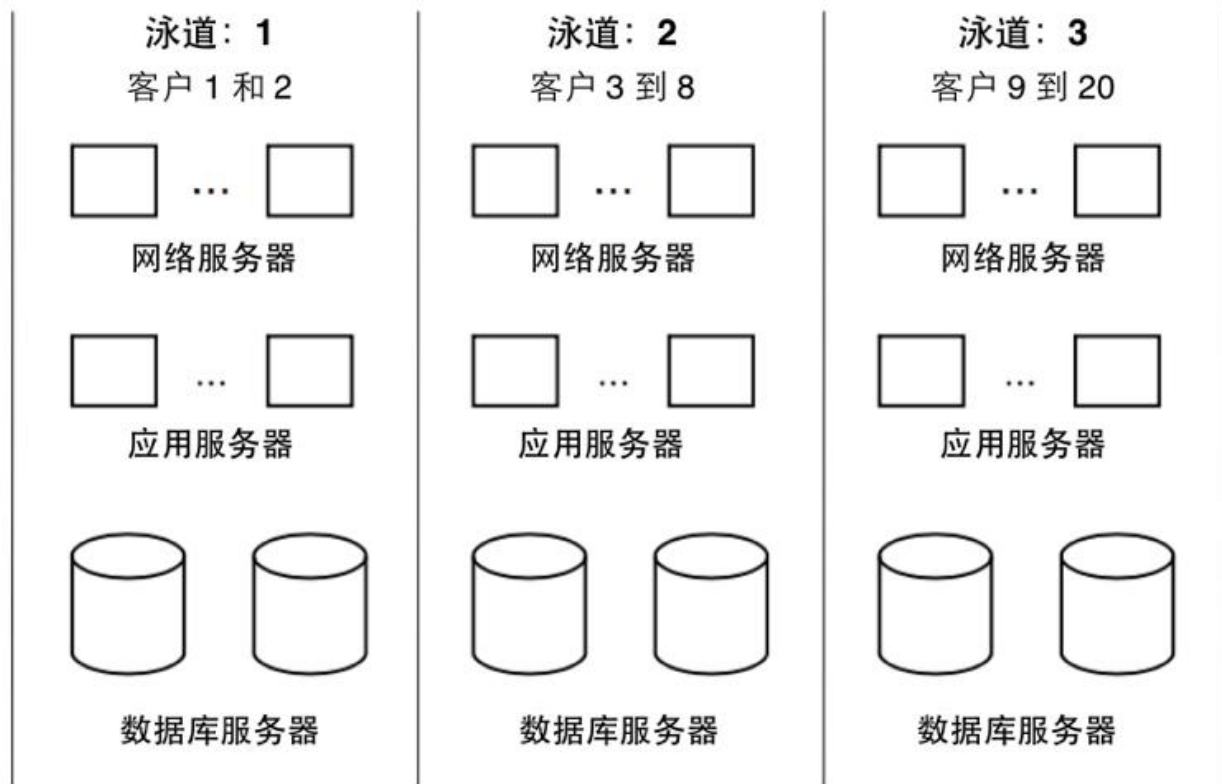 泳道：1
客户 1 和 2
...
网络服务器
...
应用服务器
数据库服务器
泳道：2
客户 3 到 8
...
网络服务器
...
应用服务器
数据库服务器
泳道：3
客户 9 到 20
...
网络服务器
...
应用服务器
数据库服务器